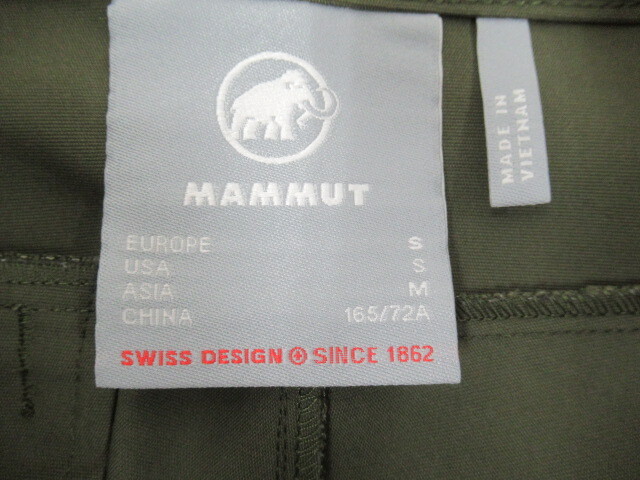 MAMMUT
EUROPE S
USA S
ASIA M
CHINA 165/72A
SWISS DESIGN SINCE 1862
MADE IN
VIETNAM